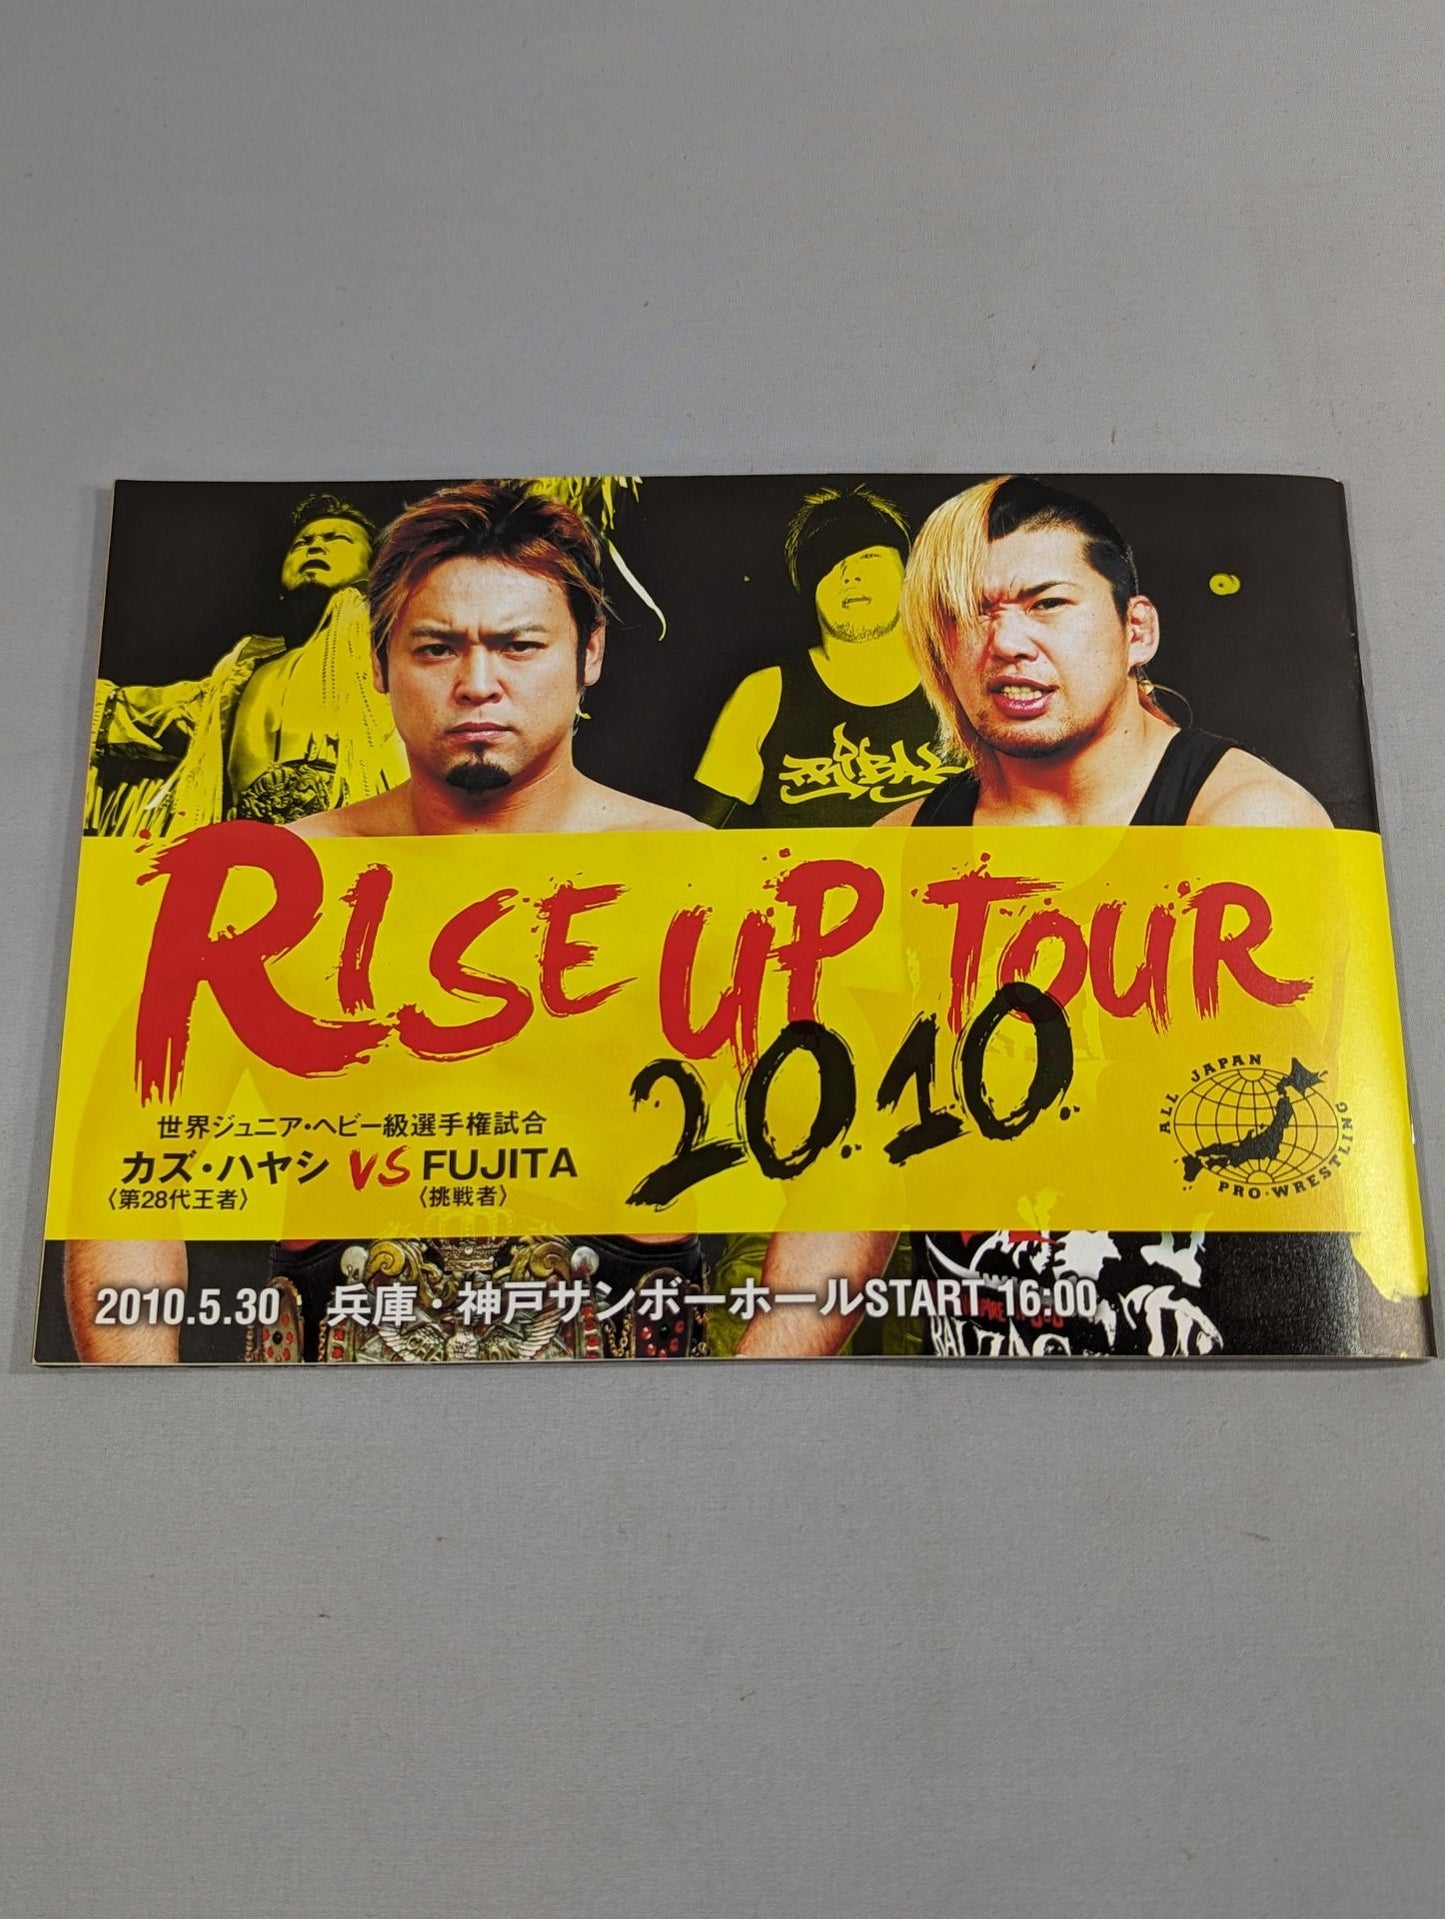 TRiBAL
RISE UP TOUR
2010
世界ジュニア・ヘビー級選手権試合
カズ・ハヤシ VS FUJITA
〈第28代王者〉 〈挑戦者〉
ALL JAPAN
PRO-WRESTLING
2010.5.30 兵庫・神戸サンボーホールSTART 16:00